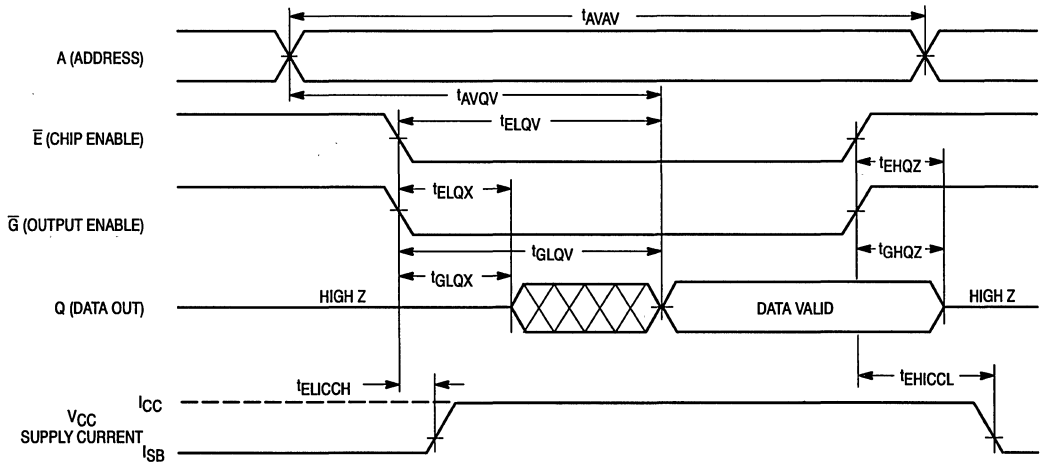 tAVAV
A (ADDRESS)
tAVQV
E̅ (CHIP ENABLE)
tELQV
tEHQZ
tELQX
G̅ (OUTPUT ENABLE)
tGLQV
tGHQZ
tGLQX
Q (DATA OUT)
HIGH Z
DATA VALID
HIGH Z
tELICCH
tEHICCL
ICC
VCC
SUPPLY CURRENT
ISB